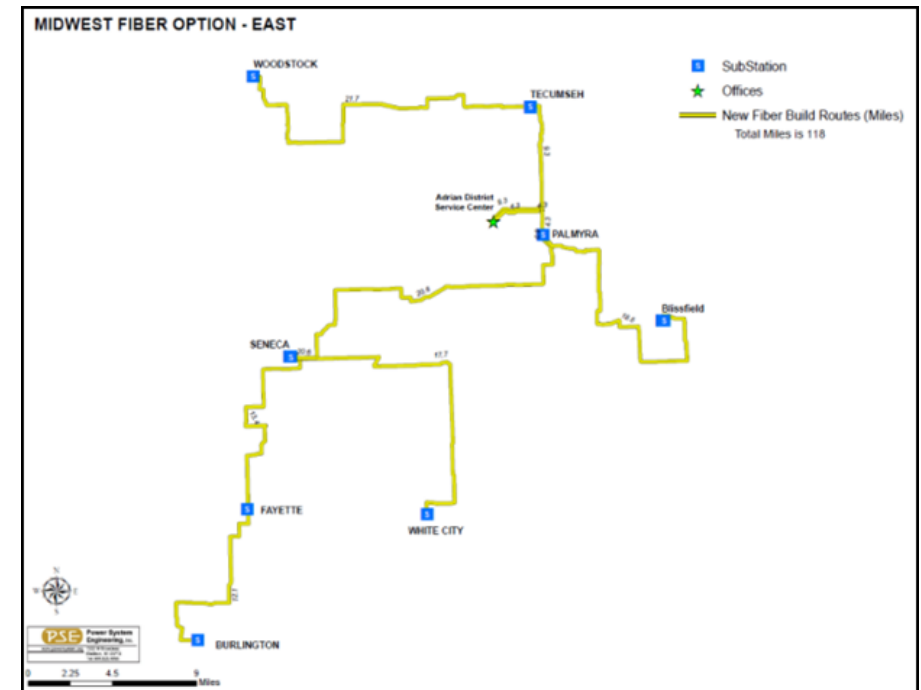 MIDWEST FIBER OPTION - EAST
WOODSTOCK
S
SubStation
Offices
New Fiber Build Routes (Miles)
Total Miles is 118
21.7
TECUMSEH
S
Adrian District
Service Center
S
PALMYRA
20.6
Blissfield
S
SENECA
S
20.6
17.7
S
FAYETTE
S
WHITE CITY
N
W
E
S
PSE
Power System
Engineering, Inc.
S
BURLINGTON
0
2.25
4.5
9
Miles